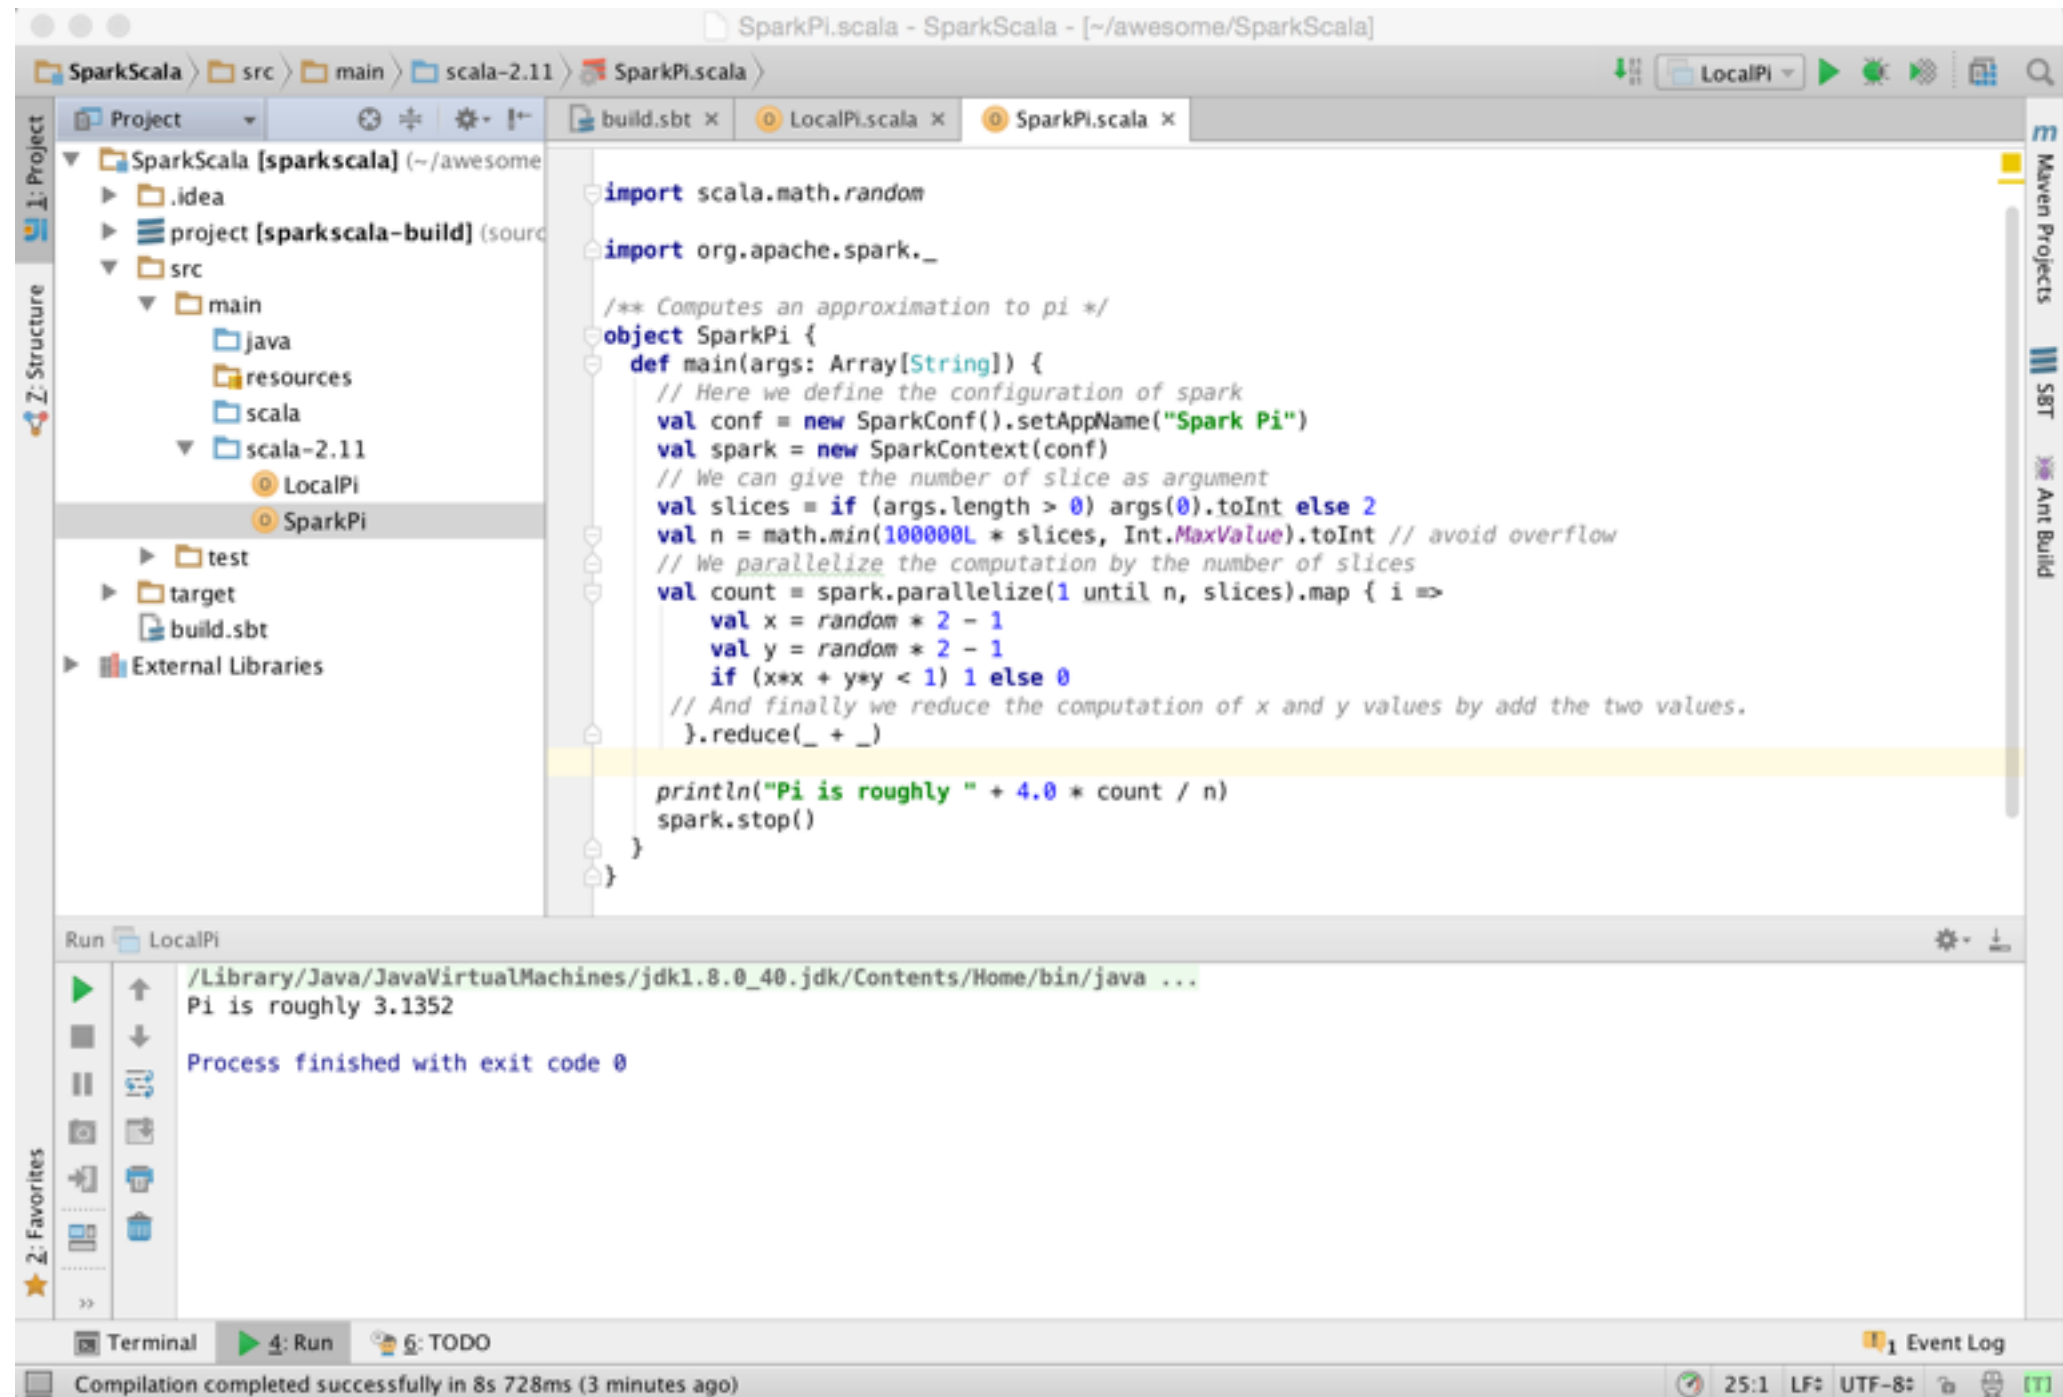 SparkPi.scala - SparkScala - [~/awesome/SparkScala]
SparkScala src main scala-2.11 SparkPi.scala LocalPi
1: Project
Z: Structure
2: Favorites
Project
SparkScala [sparkscala] (~/awesome
.idea
project [sparkscala-build] (sourc
src
main
java
resources
scala
scala-2.11
LocalPi
SparkPi
test
target
build.sbt
External Libraries
build.sbt LocalPi.scala SparkPi.scala
import scala.math.random
import org.apache.spark._
/** Computes an approximation to pi */
object SparkPi {
def main(args: Array[String]) {
// Here we define the configuration of spark
val conf = new SparkConf().setAppName("Spark Pi")
val spark = new SparkContext(conf)
// We can give the number of slice as argument
val slices = if (args.length > 0) args(0).toInt else 2
val n = math.min(100000L * slices, Int.MaxValue).toInt // avoid overflow
// We parallelize the computation by the number of slices
val count = spark.parallelize(1 until n, slices).map { i =>
val x = random * 2 - 1
val y = random * 2 - 1
if (x*x + y*y < 1) 1 else 0
// And finally we reduce the computation of x and y values by add the two values.
}.reduce(_ + _)
println("Pi is roughly " + 4.0 * count / n)
spark.stop()
}
}
m Maven Projects
SBT
Ant Build
Run LocalPi
/Library/Java/JavaVirtualMachines/jdk1.8.0_40.jdk/Contents/Home/bin/java ...
Pi is roughly 3.1352
Process finished with exit code 0
Terminal 4: Run 6: TODO 1 Event Log
Compilation completed successfully in 8s 728ms (3 minutes ago) 25:1 LF UTF-8 [T]